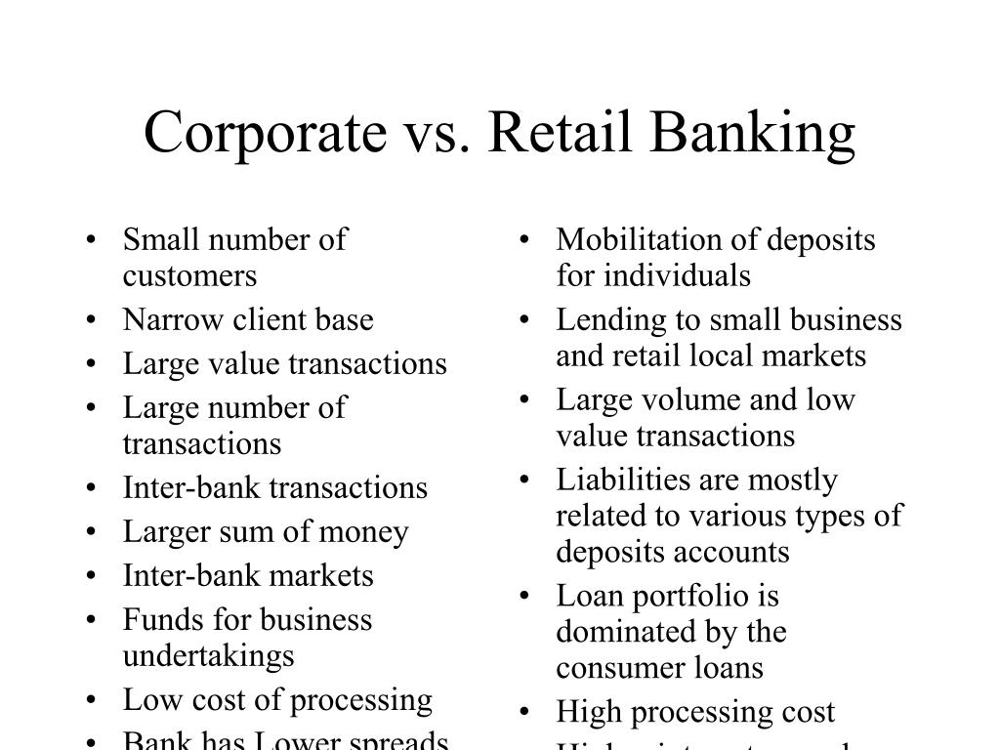 Corporate vs. Retail Banking
• Small number of
customers
• Narrow client base
• Large value transactions
• Large number of
transactions
• Inter-bank transactions
• Larger sum of money
• Inter-bank markets
• Funds for business
undertakings
• Low cost of processing
• Bank has Lower spreads
• Mobilitation of deposits
for individuals
• Lending to small business
and retail local markets
• Large volume and low
value transactions
• Liabilities are mostly
related to various types of
deposits accounts
• Loan portfolio is
dominated by the
consumer loans
• High processing cost